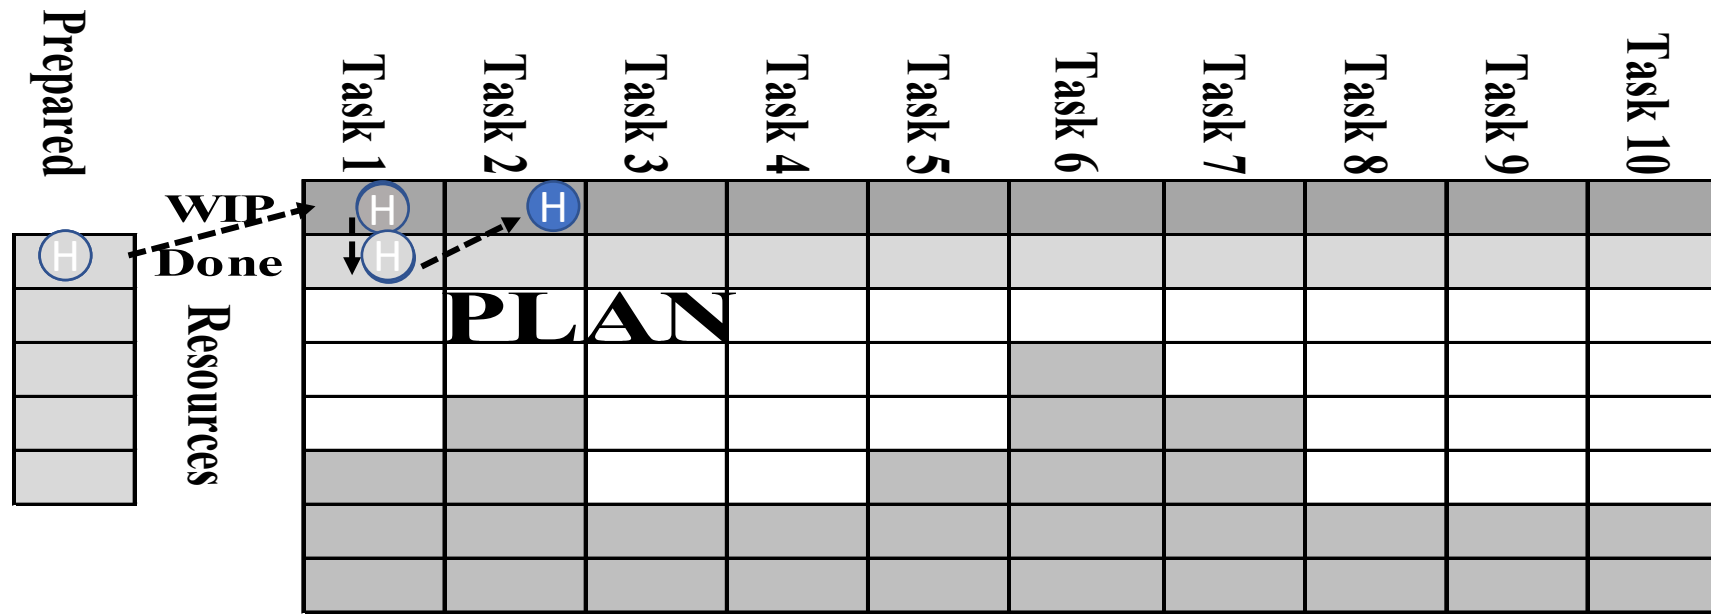 Prepared
Task 1
Task 2
Task 3
Task 4
Task 5
Task 6
Task 7
Task 8
Task 9
Task 10
WIP
H
H
H
Done
H
Resources
PLAN